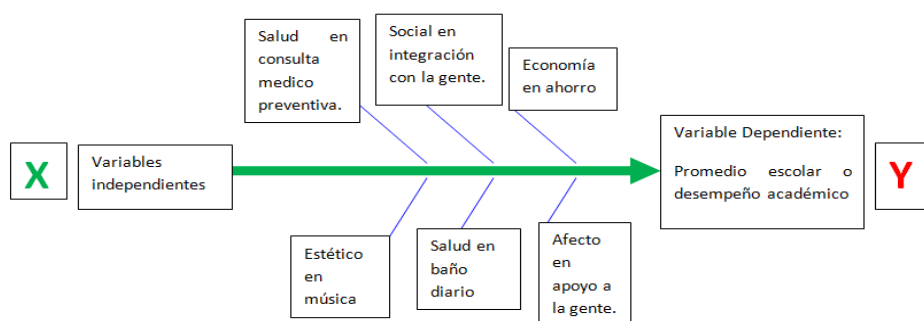 Salud en
consulta
medico
preventiva.
Social en
integración
con la gente.
Economía
en ahorro
X
Variables
independientes
Variable Dependiente:
Promedio escolar o
desempeño académico
Y
Estético
en
música
Salud en
baño
diario
Afecto
en
apoyo a
la gente.